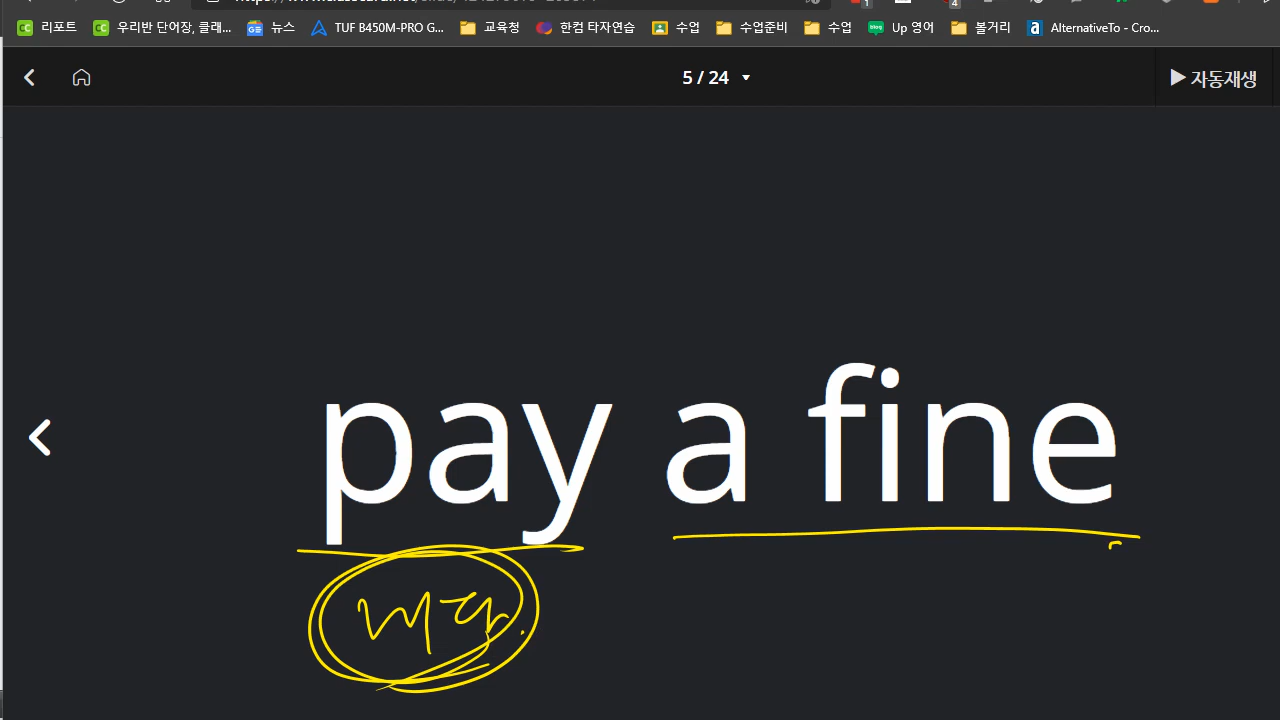 리포트 우리반 단어장, 클래... 뉴스 TUF B450M-PRO G... 교육청 한컴 타자연습 수업 수업준비 수업 Up 영어 볼거리 AlternativeTo - Cro...
5 / 24 자동재생
pay a fine
내다